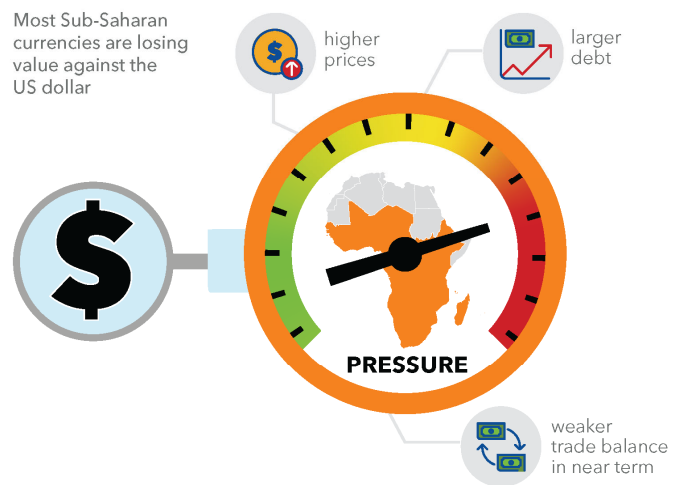 Most Sub-Saharan
currencies are losing
value against the
US dollar
$
higher
prices
larger
debt
$
PRESSURE
weaker
trade balance
in near term